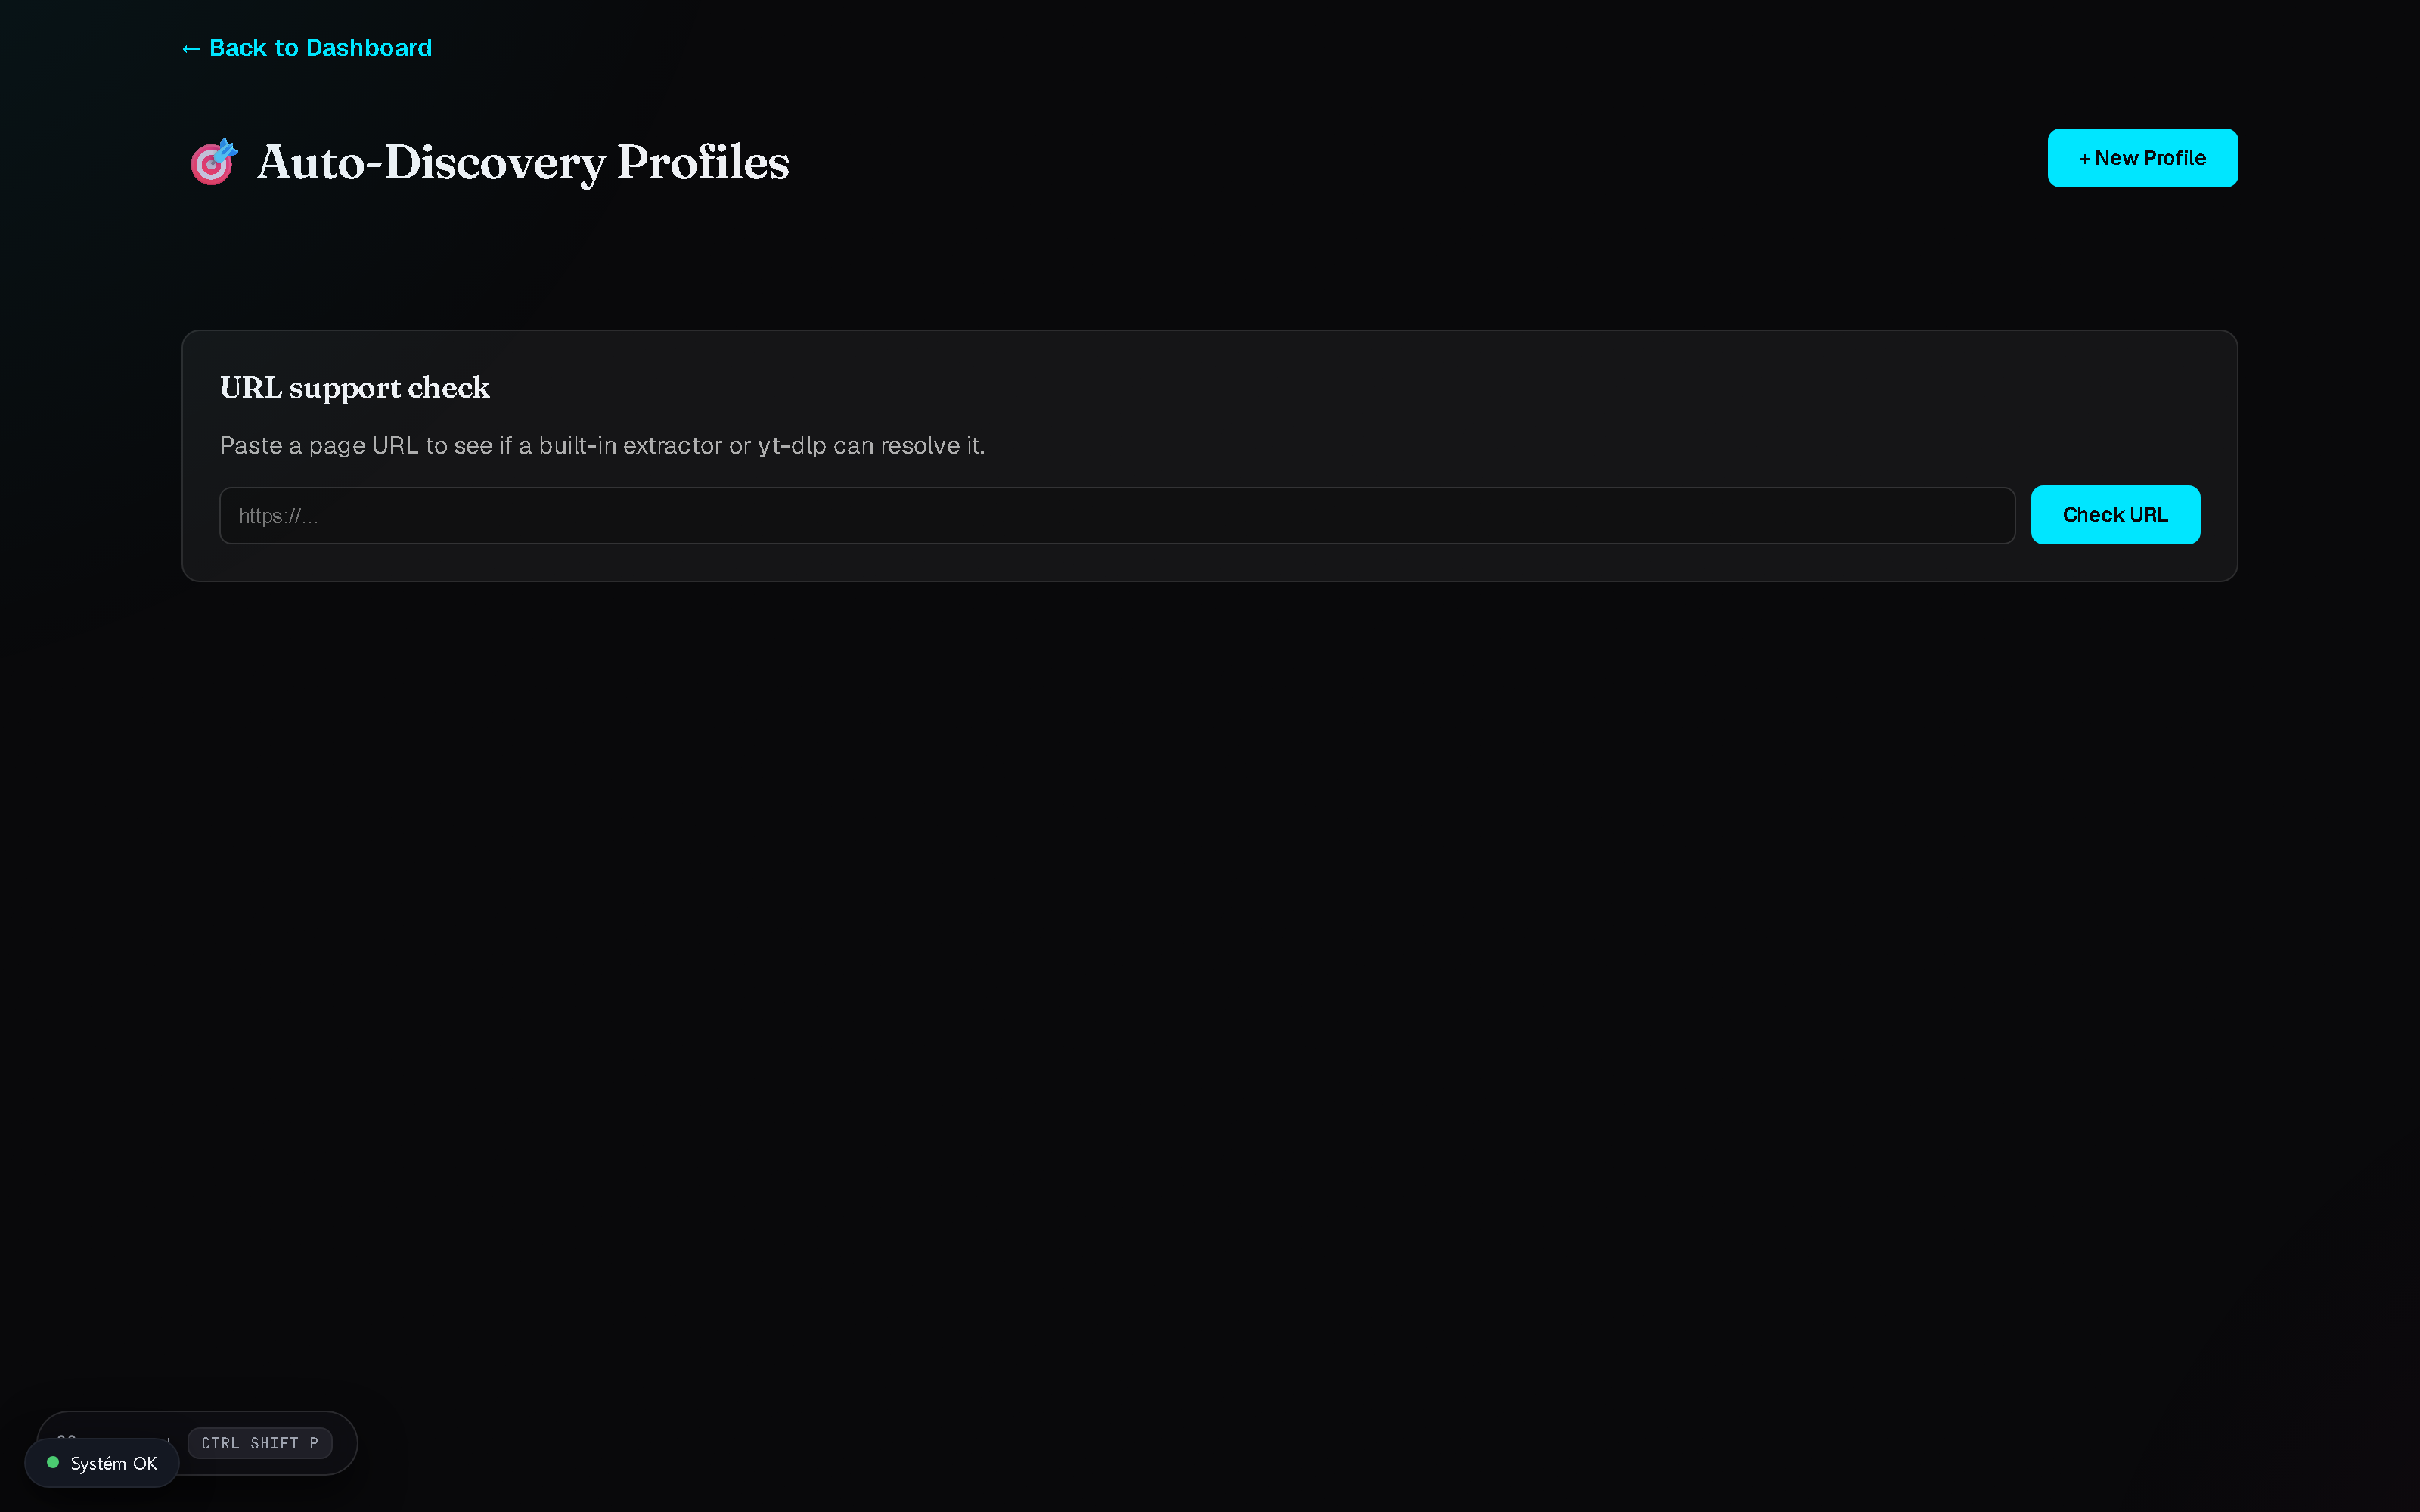 ← Back to Dashboard
Auto-Discovery Profiles
+ New Profile
URL support check
Paste a page URL to see if a built-in extractor or yt-dlp can resolve it.
https://...
Check URL
CTRL SHIFT P
Systém OK